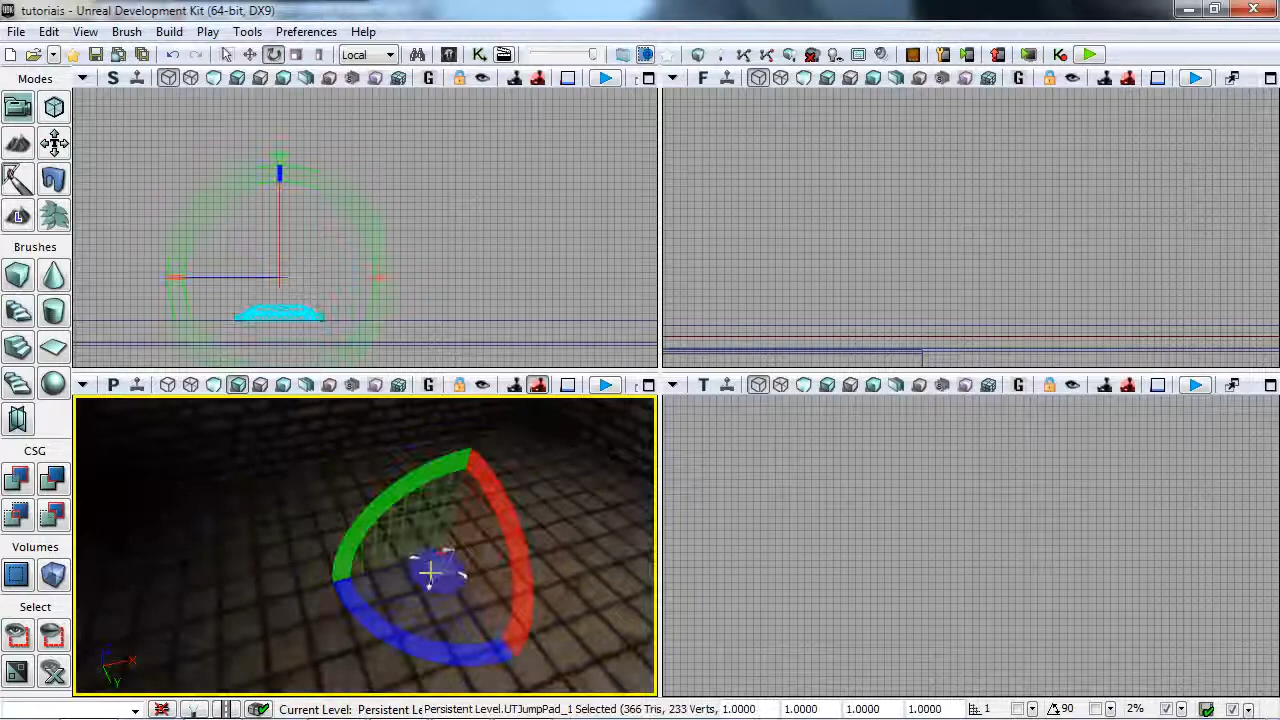 tutoriais - Unreal Development Kit (64-bit, DX9)
File Edit View Brush Build Play Tools Preferences Help
Local
Modes
S G
F G
L
Brushes
P G
T G
CSG
X
Y
Volumes
Select
Current Level: Persistent Le Persistent Level.UTJumpPad_1 Selected (366 Tris, 233 Verts, 1.0000 1.0000 1.0000 1.0000 1 90 2%